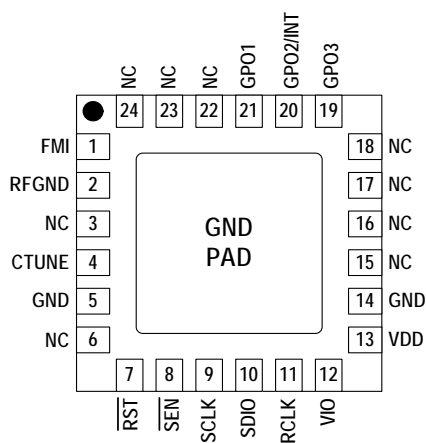 NC
NC
NC
GPO1
GPO2/INT
GPO3
24
23
22
21
20
19
FMI 1
18 NC
RFGND 2
17 NC
NC 3
16 NC
CTUNE 4
15 NC
GND 5
14 GND
NC 6
13 VDD
GND
PAD
7
8
9
10
11
12
RST
SEN
SCLK
SDIO
RCLK
VIO